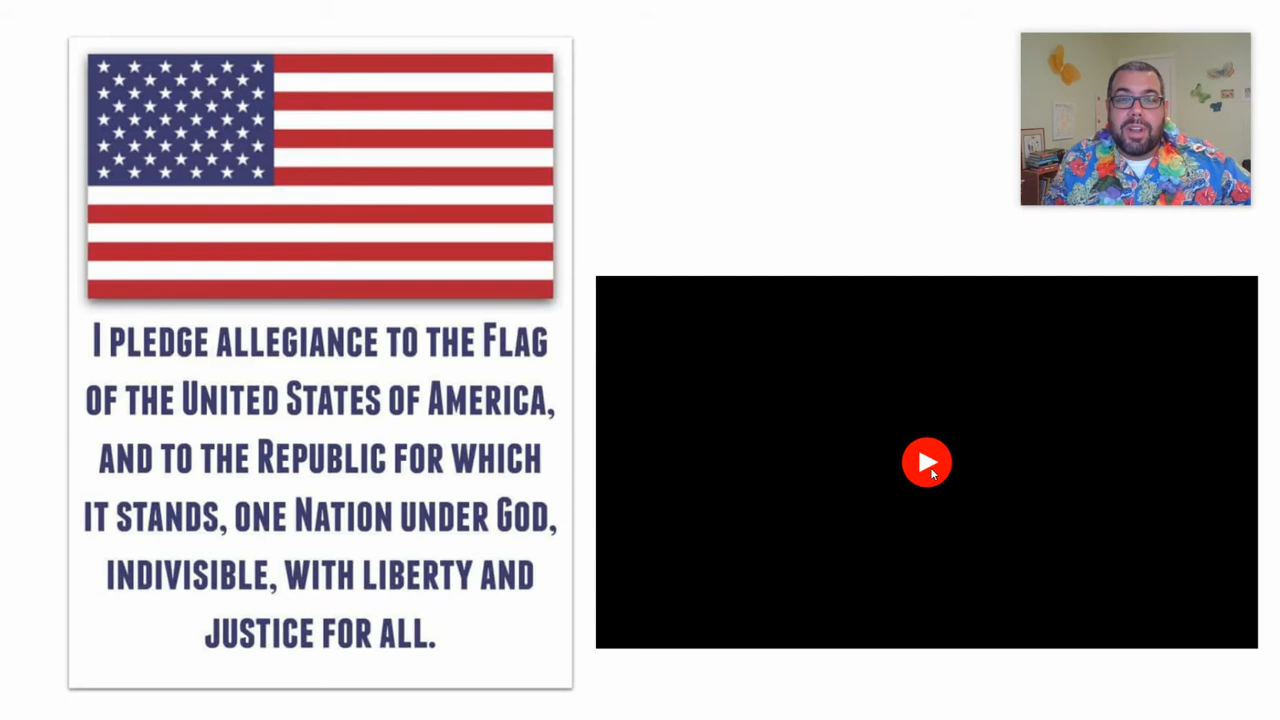 I PLEDGE ALLEGIANCE TO THE FLAG
OF THE UNITED STATES OF AMERICA,
AND TO THE REPUBLIC FOR WHICH
IT STANDS, ONE NATION UNDER GOD,
INDIVISIBLE, WITH LIBERTY AND
JUSTICE FOR ALL.